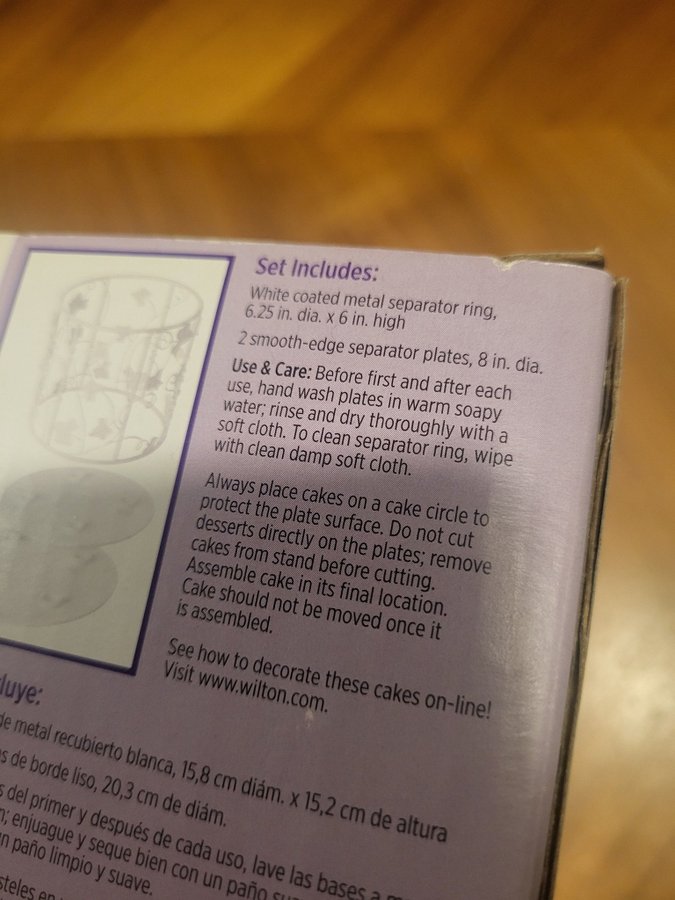 Set Includes:
White coated metal separator ring,
6.25 in. dia. x 6 in. high
2 smooth-edge separator plates, 8 in. dia.
Use & Care: Before first and after each
use, hand wash plates in warm soapy
water; rinse and dry thoroughly with a
soft cloth. To clean separator ring, wipe
with clean damp soft cloth.
Always place cakes on a cake circle to
protect the plate surface. Do not cut
desserts directly on the plates; remove
cakes from stand before cutting.
Assemble cake in its final location.
Cake should not be moved once it
is assembled.
See how to decorate these cakes on-line!
Visit www.wilton.com.
luye:
de metal recubierto blanca, 15,8 cm diám. x 15,2 cm de altura
s de borde liso, 20,3 cm de diám.
s del primer y después de cada uso, lave las bases a
n; enjuague y seque bien con un paño
n paño limpio y suave.
steles en